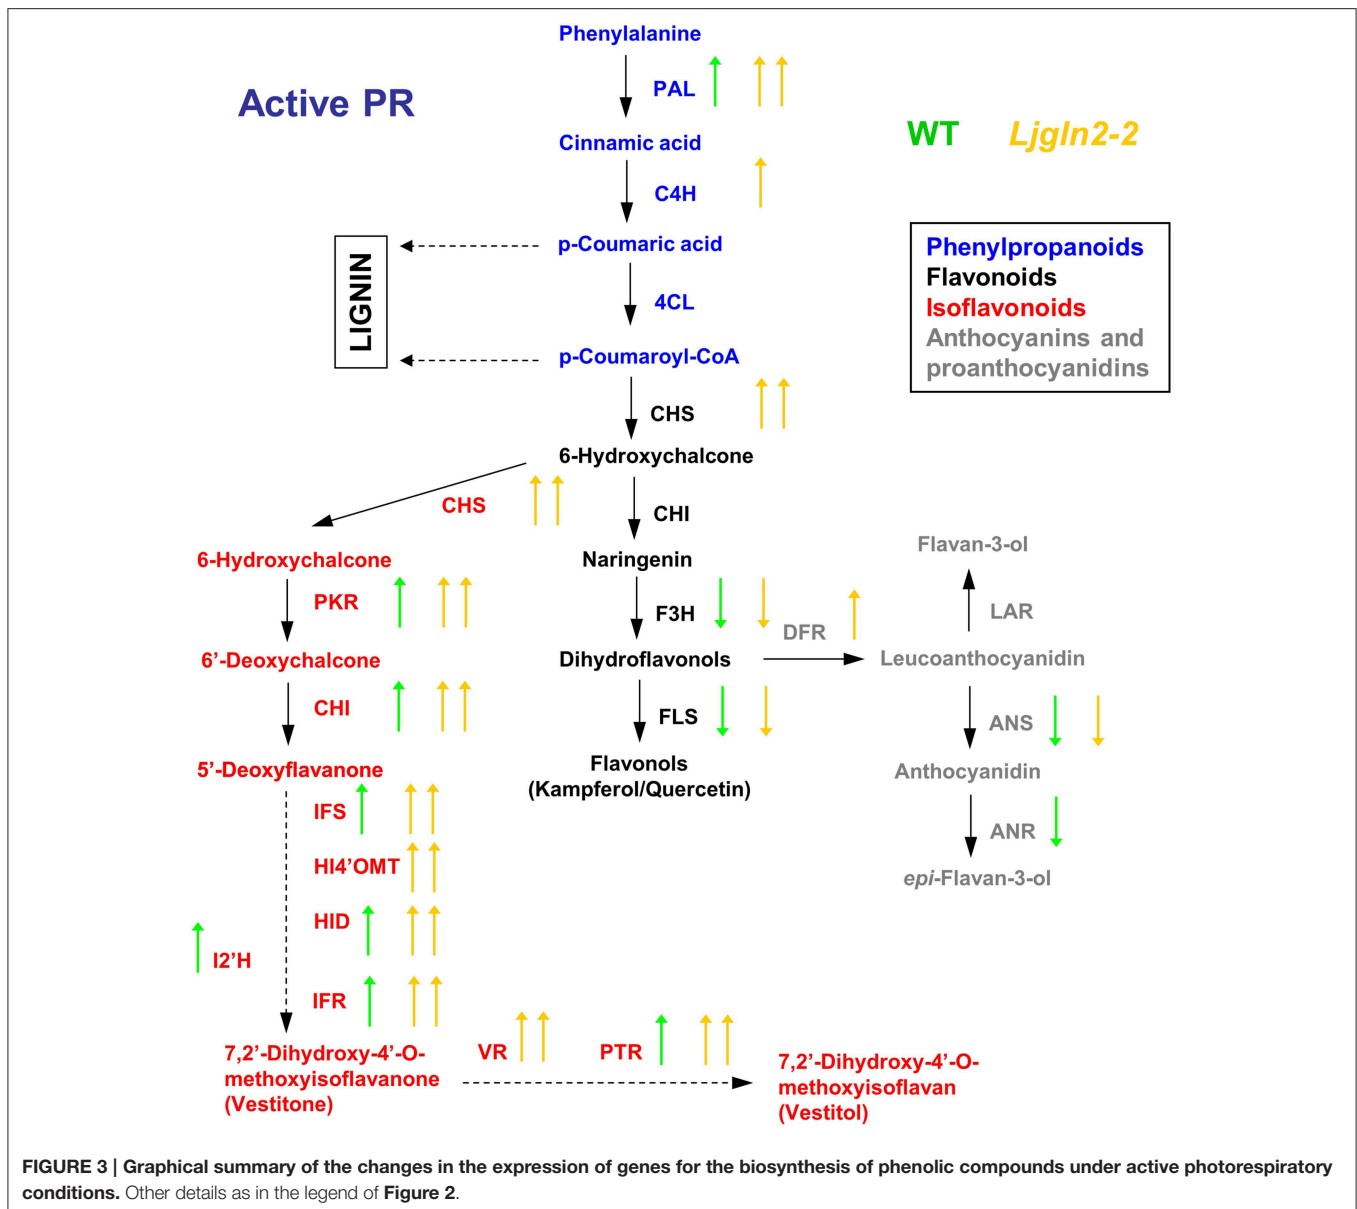 Phenylalanine
Active PR
PAL
WT Ljgln2-2
Cinnamic acid
C4H
p-Coumaric acid
LIGNIN
4CL
p-Coumaroyl-CoA
Phenylpropanoids
Flavonoids
Isoflavonoids
Anthocyanins and
proanthocyanidins
CHS
6-Hydroxychalcone
CHS
CHI
6-Hydroxychalcone
Naringenin
Flavan-3-ol
PKR
F3H
DFR
LAR
6’-Deoxychalcone
Dihydroflavonols
Leucoanthocyanidin
CHI
FLS
ANS
5’-Deoxyflavanone
Flavonols
(Kampferol/Quercetin)
Anthocyanidin
IFS
ANR
HI4’OMT
epi-Flavan-3-ol
HID
I2’H
IFR
7,2’-Dihydroxy-4’-O-
methoxyisoflavanone
(Vestitone)
VR
PTR
7,2’-Dihydroxy-4’-O-
methoxyisoflavan
(Vestitol)
FIGURE 3 | Graphical summary of the changes in the expression of genes for the biosynthesis of phenolic compounds under active photorespiratory
conditions. Other details as in the legend of Figure 2.